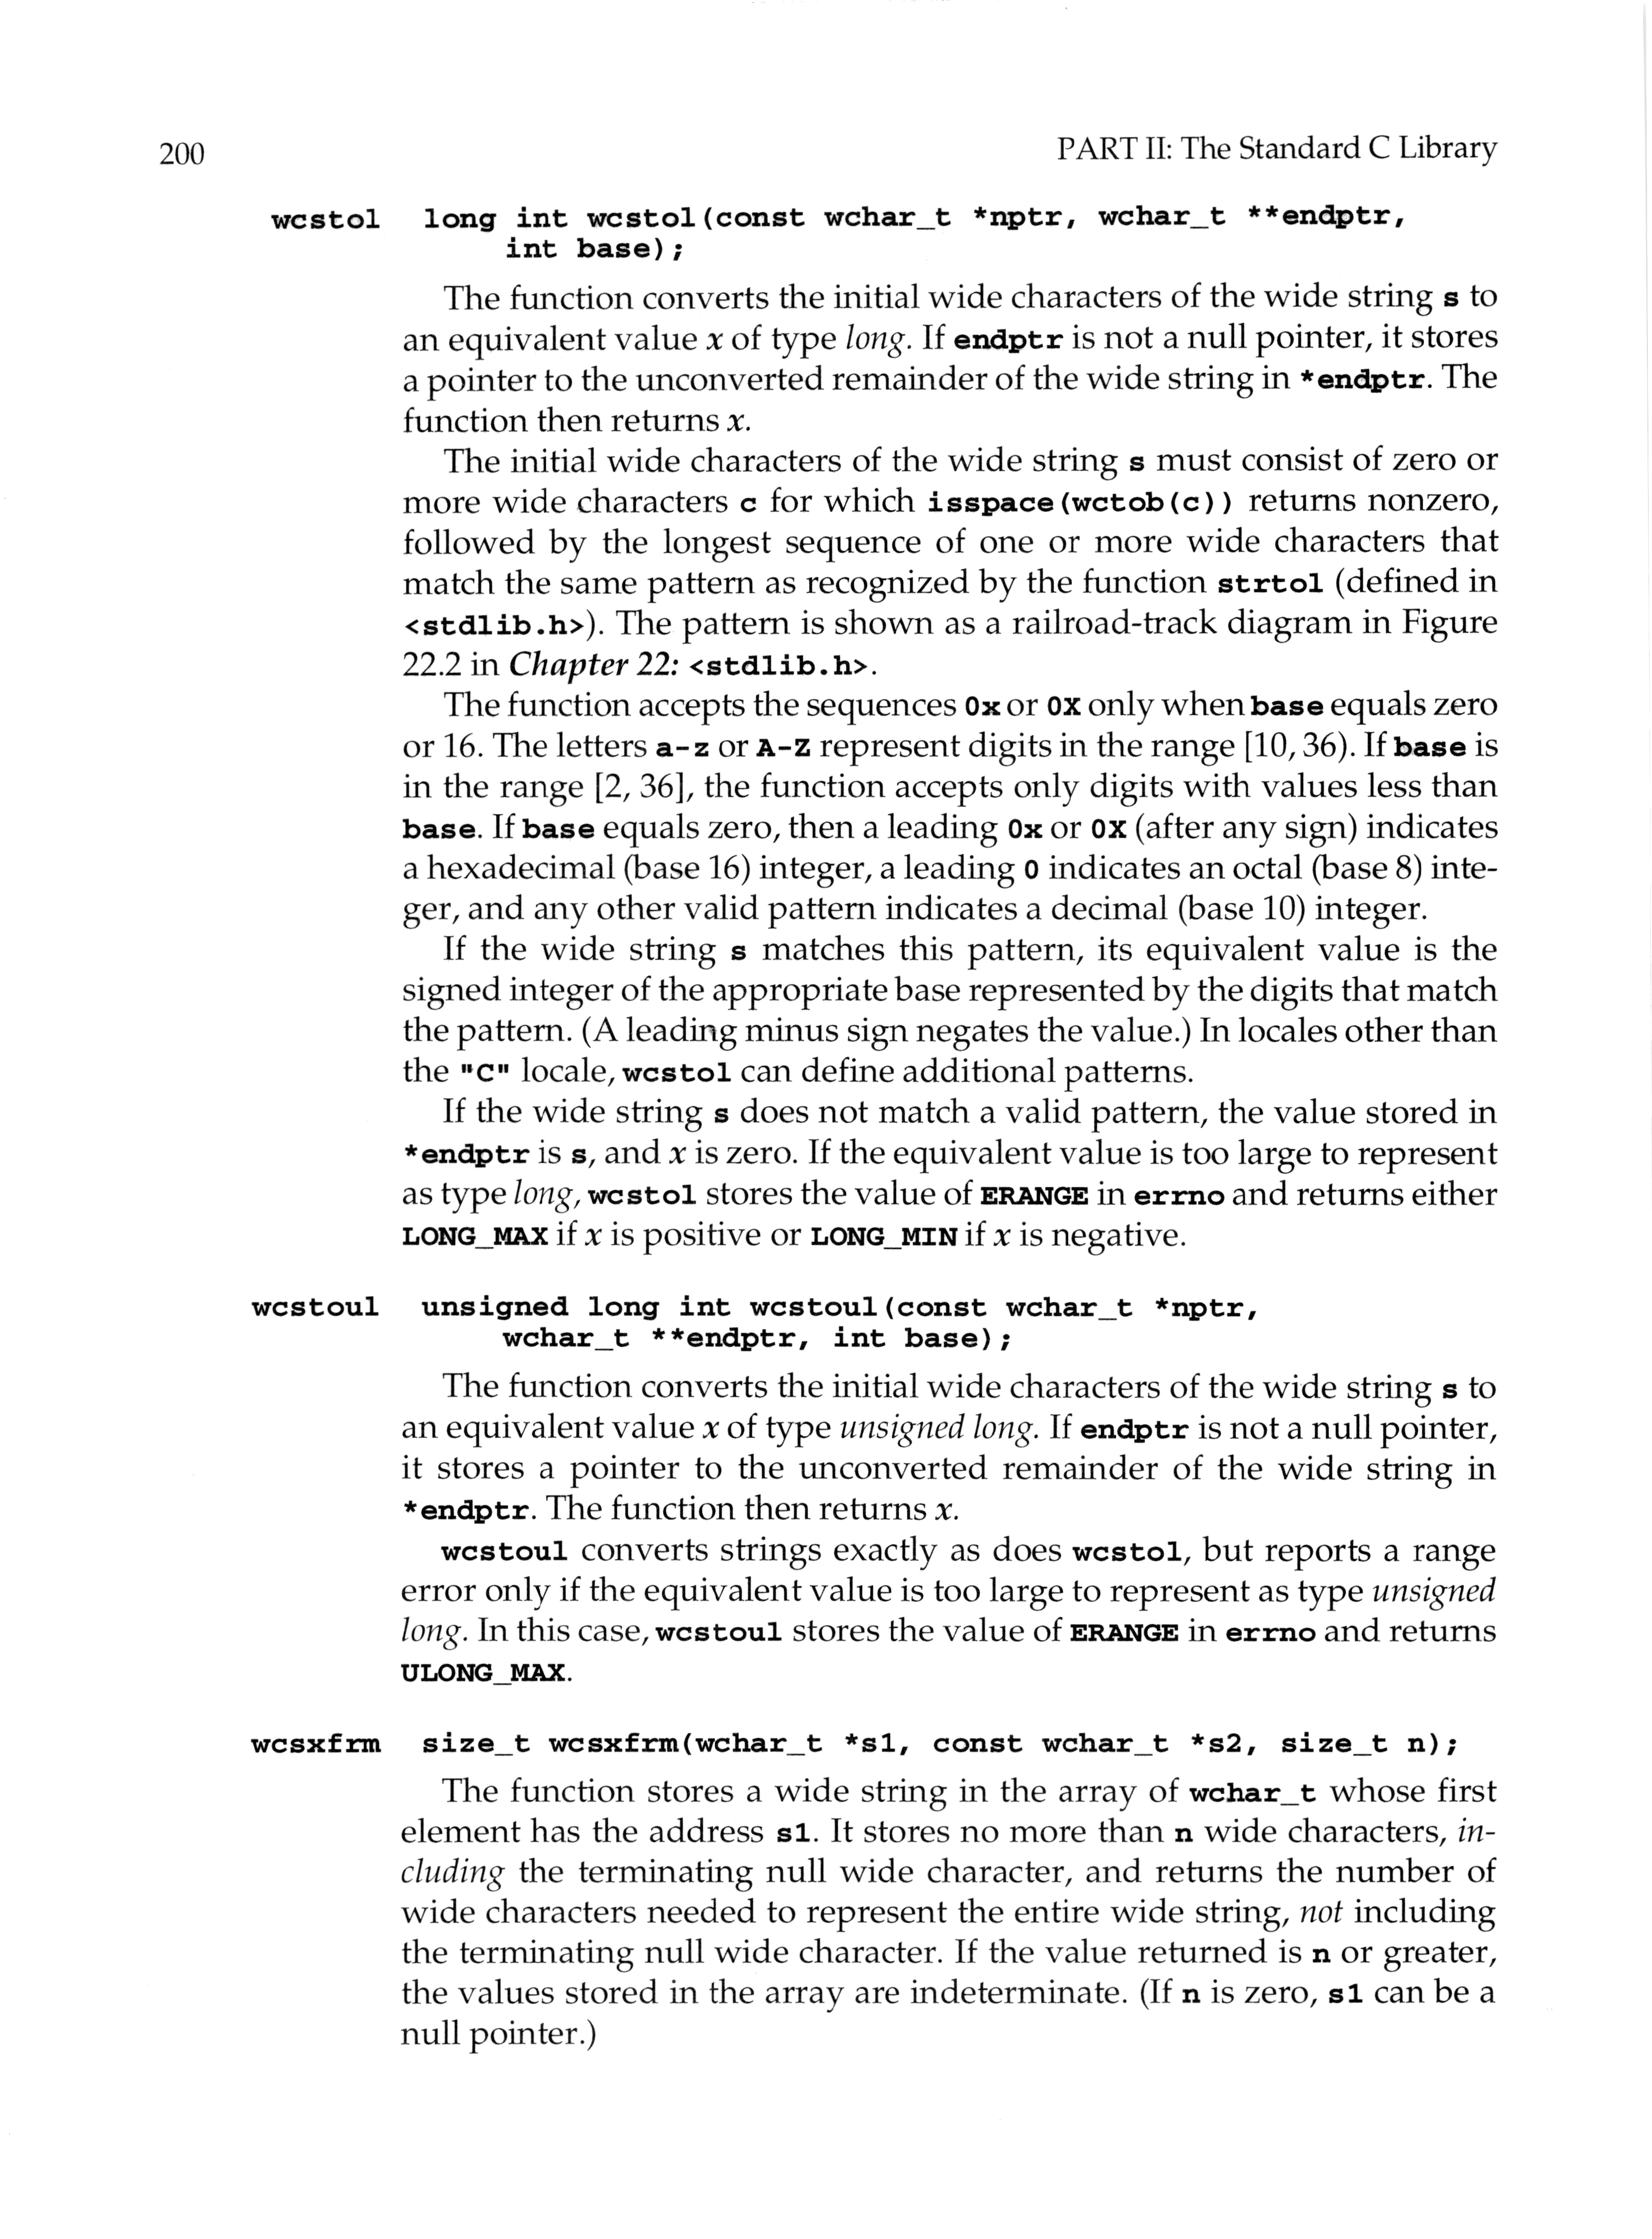 200 PART II: The Standard C Library
wcstol long int wcstol(const wchar_t *nptr, wchar_t **endptr,
int base);
The function converts the initial wide characters of the wide string s to
an equivalent value x of type long. If endptr is not a null pointer, it stores
a pointer to the unconverted remainder of the wide string in *endptr. The
function then returns x.
The initial wide characters of the wide string s must consist of zero or
more wide characters c for which isspace(wctob(c)) returns nonzero,
followed by the longest sequence of one or more wide characters that
match the same pattern as recognized by the function strtol (defined in
<stdlib.h>). The pattern is shown as a railroad-track diagram in Figure
22.2 in Chapter 22: <stdlib.h>.
The function accepts the sequences 0x or 0X only when base equals zero
or 16. The letters a-z or A-Z represent digits in the range [10, 36). If base is
in the range [2, 36], the function accepts only digits with values less than
base. If base equals zero, then a leading 0x or 0X (after any sign) indicates
a hexadecimal (base 16) integer, a leading 0 indicates an octal (base 8) inte-
ger, and any other valid pattern indicates a decimal (base 10) integer.
If the wide string s matches this pattern, its equivalent value is the
signed integer of the appropriate base represented by the digits that match
the pattern. (A leading minus sign negates the value.) In locales other than
the "C" locale, wcstol can define additional patterns.
If the wide string s does not match a valid pattern, the value stored in
*endptr is s, and x is zero. If the equivalent value is too large to represent
as type long, wcstol stores the value of ERANGE in errno and returns either
LONG_MAX if x is positive or LONG_MIN if x is negative.
wcstoul unsigned long int wcstoul(const wchar_t *nptr,
wchar_t **endptr, int base);
The function converts the initial wide characters of the wide string s to
an equivalent value x of type unsigned long. If endptr is not a null pointer,
it stores a pointer to the unconverted remainder of the wide string in
*endptr. The function then returns x.
wcstoul converts strings exactly as does wcstol, but reports a range
error only if the equivalent value is too large to represent as type unsigned
long. In this case, wcstoul stores the value of ERANGE in errno and returns
ULONG_MAX.
wcsxfrm size_t wcsxfrm(wchar_t *s1, const wchar_t *s2, size_t n);
The function stores a wide string in the array of wchar_t whose first
element has the address s1. It stores no more than n wide characters, in-
cluding the terminating null wide character, and returns the number of
wide characters needed to represent the entire wide string, not including
the terminating null wide character. If the value returned is n or greater,
the values stored in the array are indeterminate. (If n is zero, s1 can be a
null pointer.)